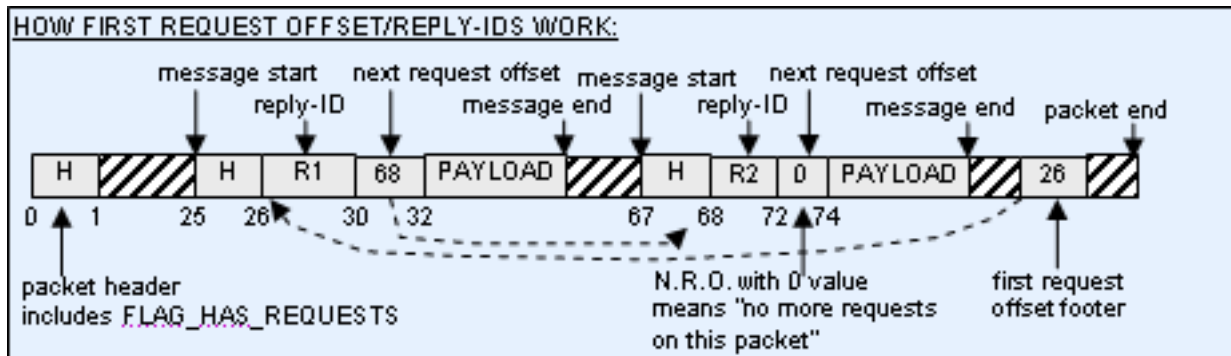 HOW FIRST REQUEST OFFSET/REPLY-IDS WORK:
message start
next request offset
message start
next request offset
reply-ID
message end
reply-ID
message end
packet end
H
H
R1
68
PAYLOAD
H
R2
0
PAYLOAD
26
0
1
25
26
30
32
67
68
72
74
packet header
includes FLAG_HAS_REQUESTS
N.R.O. with 0 value
means "no more requests
on this packet"
first request
offset footer